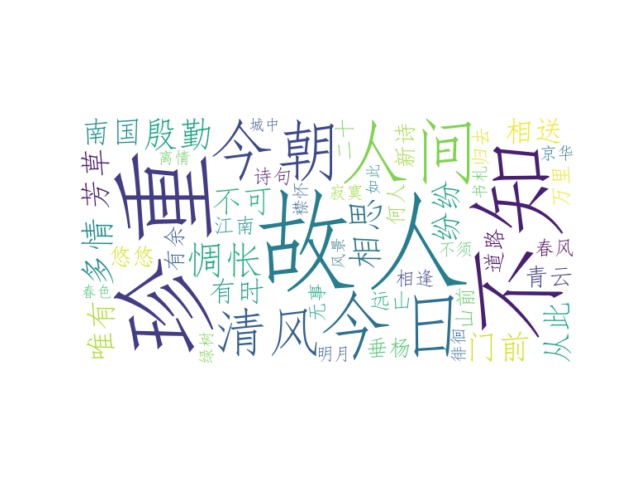 南国
殷勤
今朝
城中
二十
人间
新诗
书札
归去
相送
京华
芳草
离情
珍重
诗句
寂寞
如此
不知
万里
多情
不可
襟怀
故人
相思
何人
纷纷
道路
春风
悠悠
有余
江南
惆怅
风景
不须
青云
春色
有时
无事
远山
相逢
唯有
清风
今日
徘徊
山前
从此
绿树
明月
垂杨
门前